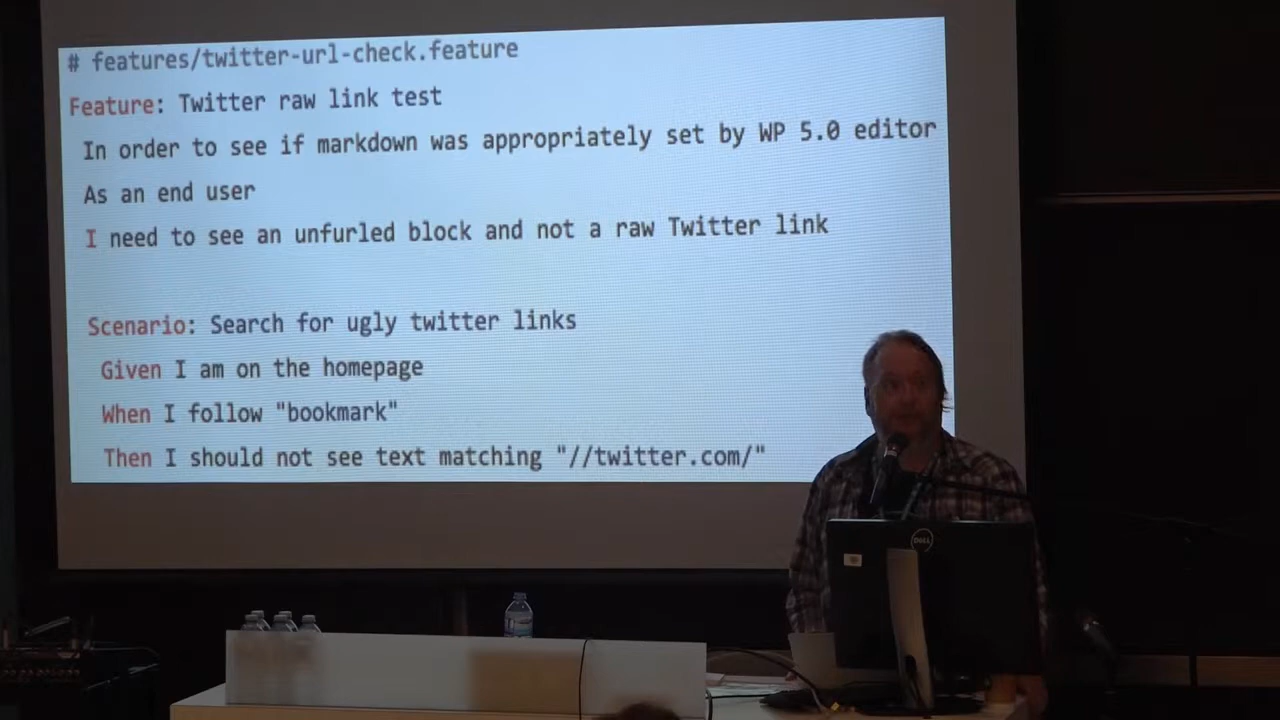 # features/twitter-url-check.feature
Feature: Twitter raw link test
In order to see if markdown was appropriately set by WP 5.0 editor
As an end user
I need to see an unfurled block and not a raw Twitter link
Scenario: Search for ugly twitter links
Given I am on the homepage
When I follow "bookmark"
Then I should not see text matching "//twitter.com/"
DELL